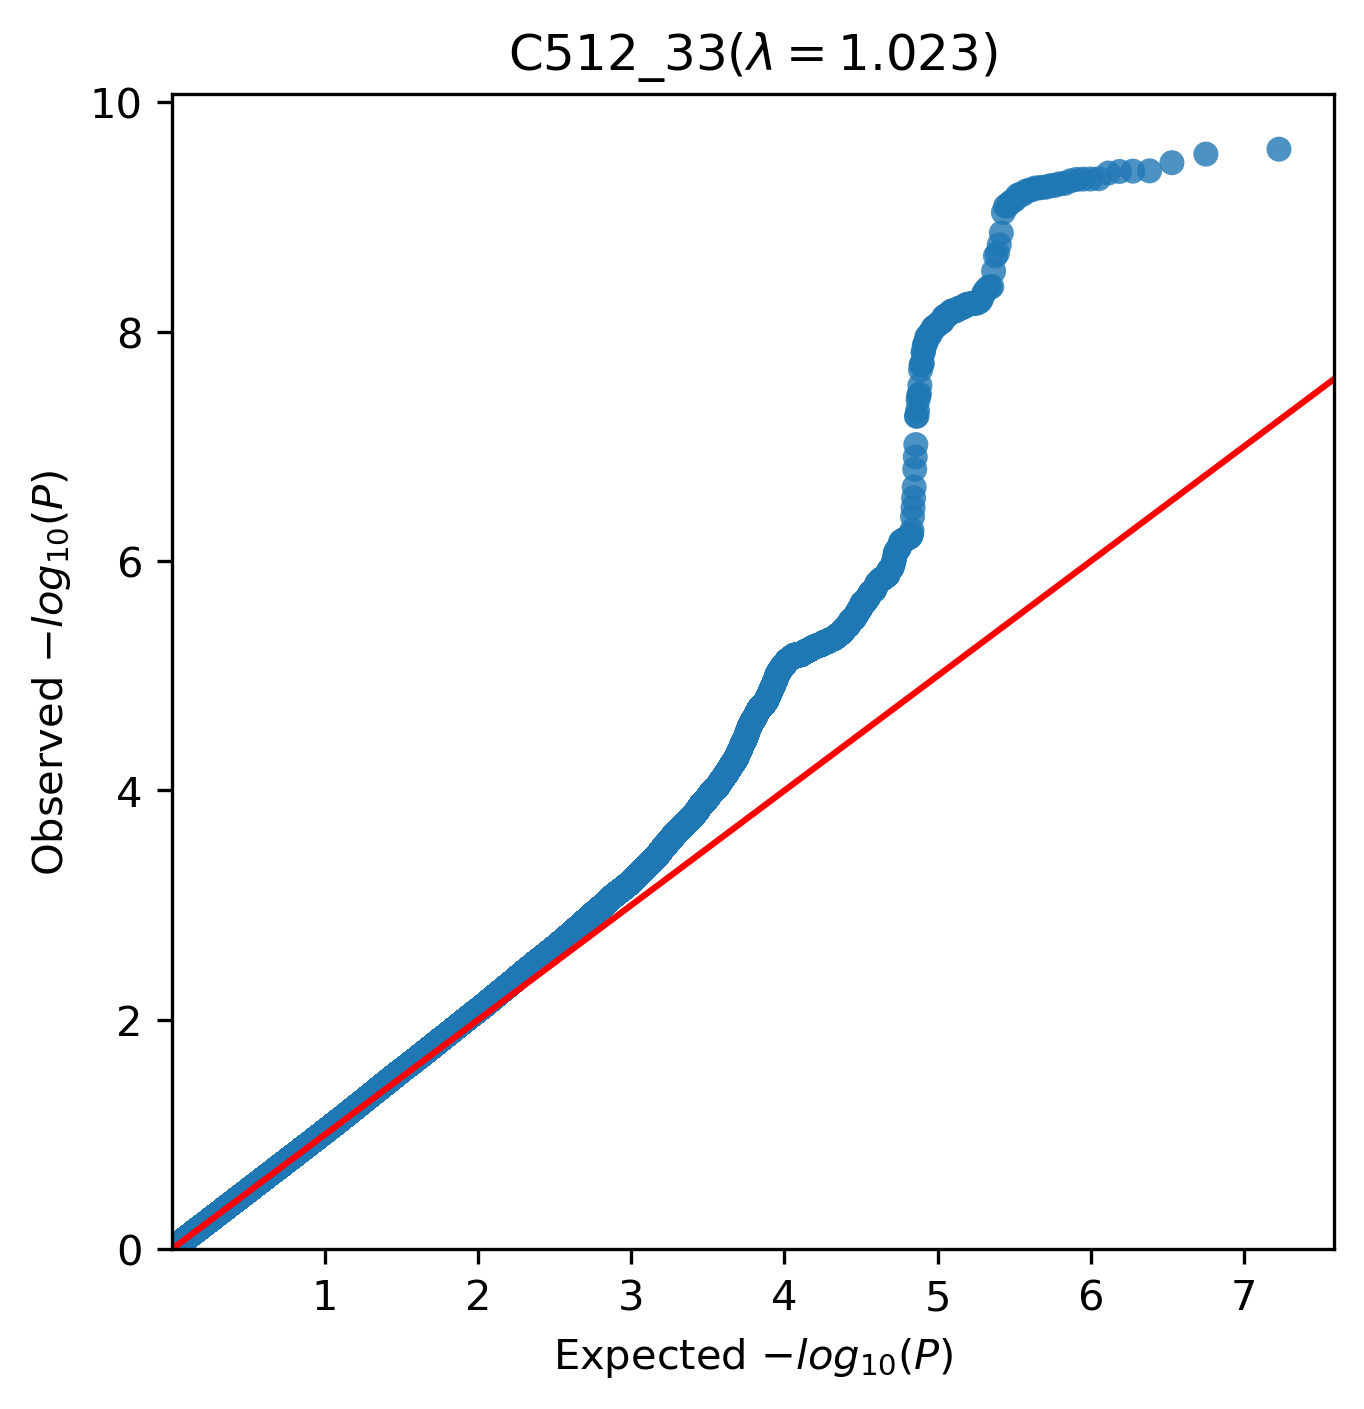 C512_33(λ = 1.023)
10
8
6
4
2
0
Observed −log₁₀(P)
1 2 3 4 5 6 7
Expected −log₁₀(P)